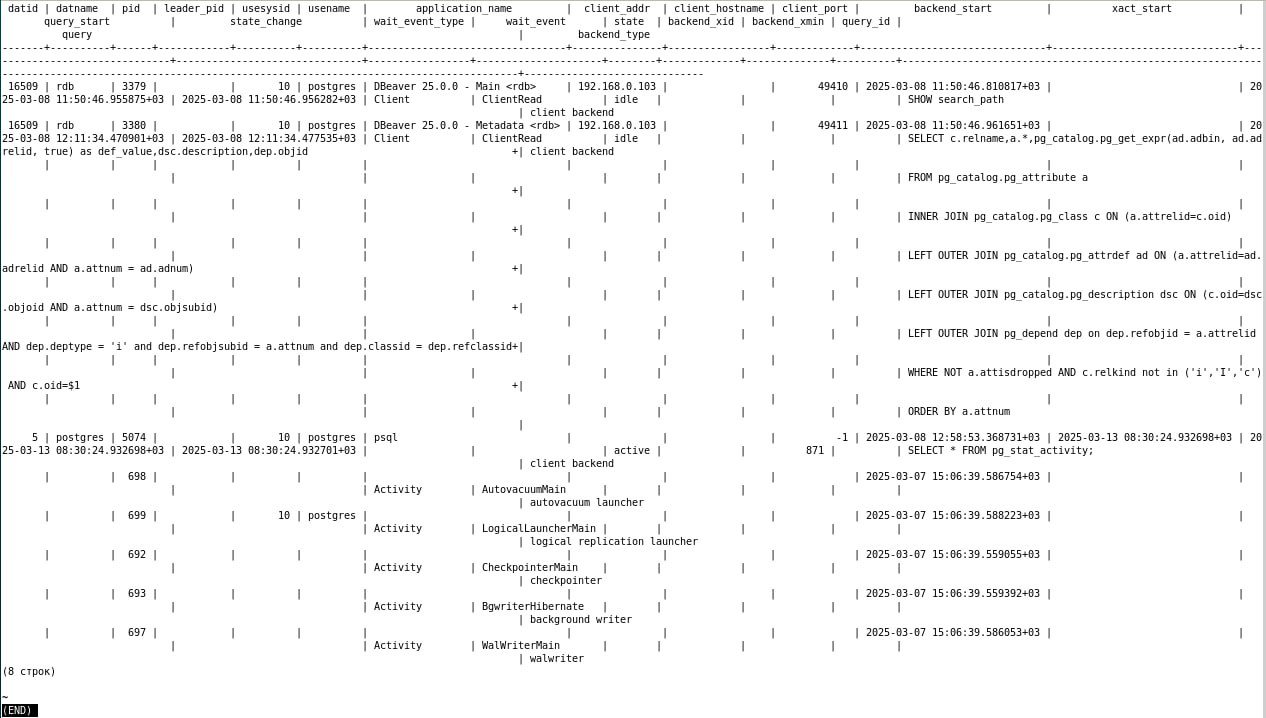 datid | datname  | pid  | leader_pid | usesysid | usename  |        application_name         |  client_addr  | client_hostname | client_port |         backend_start         |          xact_start           |
       query_start          |         state_change          | wait_event_type |     wait_event      | state  | backend_xid | backend_xmin | query_id |
          query                                                                       |         backend_type
-------+----------+------+------------+----------+----------+---------------------------------+---------------+-----------------+-------------+-------------------------------+-------------------------------+---
----------------------------+-------------------------------+-----------------+---------------------+--------+-------------+--------------+----------+------------------------------------------------------------
--------------------------------------------------------------------------------------+------------------------------
 16509 | rdb      | 3379 |            |       10 | postgres | DBeaver 25.0.0 - Main <rdb>     | 192.168.0.103 |                 |       49410 | 2025-03-08 11:50:46.810817+03 |                               | 20
25-03-08 11:50:46.955875+03 | 2025-03-08 11:50:46.956282+03 | Client          | ClientRead          | idle   |             |              |          | SHOW search_path
                                                                                      | client backend
 16509 | rdb      | 3380 |            |       10 | postgres | DBeaver 25.0.0 - Metadata <rdb> | 192.168.0.103 |                 |       49411 | 2025-03-08 11:50:46.961651+03 |                               | 20
25-03-08 12:11:34.470901+03 | 2025-03-08 12:11:34.477535+03 | Client          | ClientRead          | idle   |             |              |          | SELECT c.relname,a.*,pg_catalog.pg_get_expr(ad.adbin, ad.ad
relid, true) as def_value,dsc.description,dep.objid                                  +| client backend
       |          |      |            |          |          |                                 |               |                 |             |                               |                               |
                            |                               |                 |                     |        |             |              |          | FROM pg_catalog.pg_attribute a
                                                                                     +|
       |          |      |            |          |          |                                 |               |                 |             |                               |                               |
                            |                               |                 |                     |        |             |              |          | INNER JOIN pg_catalog.pg_class c ON (a.attrelid=c.oid)
                                                                                     +|
       |          |      |            |          |          |                                 |               |                 |             |                               |                               |
                            |                               |                 |                     |        |             |              |          | LEFT OUTER JOIN pg_catalog.pg_attrdef ad ON (a.attrelid=ad.
adrelid AND a.attnum = ad.adnum)                                                     +|
       |          |      |            |          |          |                                 |               |                 |             |                               |                               |
                            |                               |                 |                     |        |             |              |          | LEFT OUTER JOIN pg_catalog.pg_description dsc ON (c.oid=dsc
.objoid AND a.attnum = dsc.objsubid)                                                 +|
       |          |      |            |          |          |                                 |               |                 |             |                               |                               |
                            |                               |                 |                     |        |             |              |          | LEFT OUTER JOIN pg_depend dep on dep.refobjid = a.attrelid
AND dep.deptype = 'i' and dep.refobjsubid = a.attnum and dep.classid = dep.refclassid+|
       |          |      |            |          |          |                                 |               |                 |             |                               |                               |
                            |                               |                 |                     |        |             |              |          | WHERE NOT a.attisdropped AND c.relkind not in ('i','I','c')
 AND c.oid=$1                                                                        +|
       |          |      |            |          |          |                                 |               |                 |             |                               |                               |
                            |                               |                 |                     |        |             |              |          | ORDER BY a.attnum
                                                                                      |
     5 | postgres | 5074 |            |       10 | postgres | psql                            |               |                 |          -1 | 2025-03-08 12:58:53.368731+03 | 2025-03-13 08:30:24.932698+03 | 20
25-03-13 08:30:24.932698+03 | 2025-03-13 08:30:24.932701+03 |                 |                     | active |             |          871 |          | SELECT * FROM pg_stat_activity;
                                                                                      | client backend
       |          |  698 |            |          |          |                                 |               |                 |             | 2025-03-07 15:06:39.586754+03 |                               |
                            |                               | Activity        | AutovacuumMain      |        |             |              |          |
                                                                                      | autovacuum launcher
       |          |  699 |            |       10 | postgres |                                 |               |                 |             | 2025-03-07 15:06:39.588223+03 |                               |
                            |                               | Activity        | LogicalLauncherMain |        |             |              |          |
                                                                                      | logical replication launcher
       |          |  692 |            |          |          |                                 |               |                 |             | 2025-03-07 15:06:39.559055+03 |                               |
                            |                               | Activity        | CheckpointerMain    |        |             |              |          |
                                                                                      | checkpointer
       |          |  693 |            |          |          |                                 |               |                 |             | 2025-03-07 15:06:39.559392+03 |                               |
                            |                               | Activity        | BgwriterHibernate   |        |             |              |          |
                                                                                      | background writer
       |          |  697 |            |          |          |                                 |               |                 |             | 2025-03-07 15:06:39.586053+03 |                               |
                            |                               | Activity        | WalWriterMain       |        |             |              |          |
                                                                                      | walwriter
(8 строк)
~
(END)